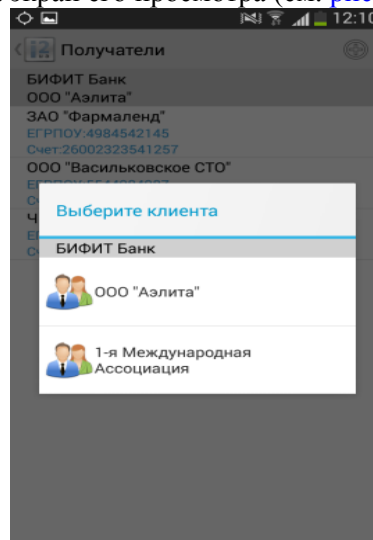 экран его просмотра (см.
12:10
Получатели
БИФИТ Банк
ООО "Аэлита"
ЗАО "Фармаленд"
ЕГРПОУ:4984542145
Счет:26002323541257
ООО "Васильковское СТО"
Выберите клиента
БИФИТ Банк
ООО "Аэлита"
1-я Международная
Ассоциация